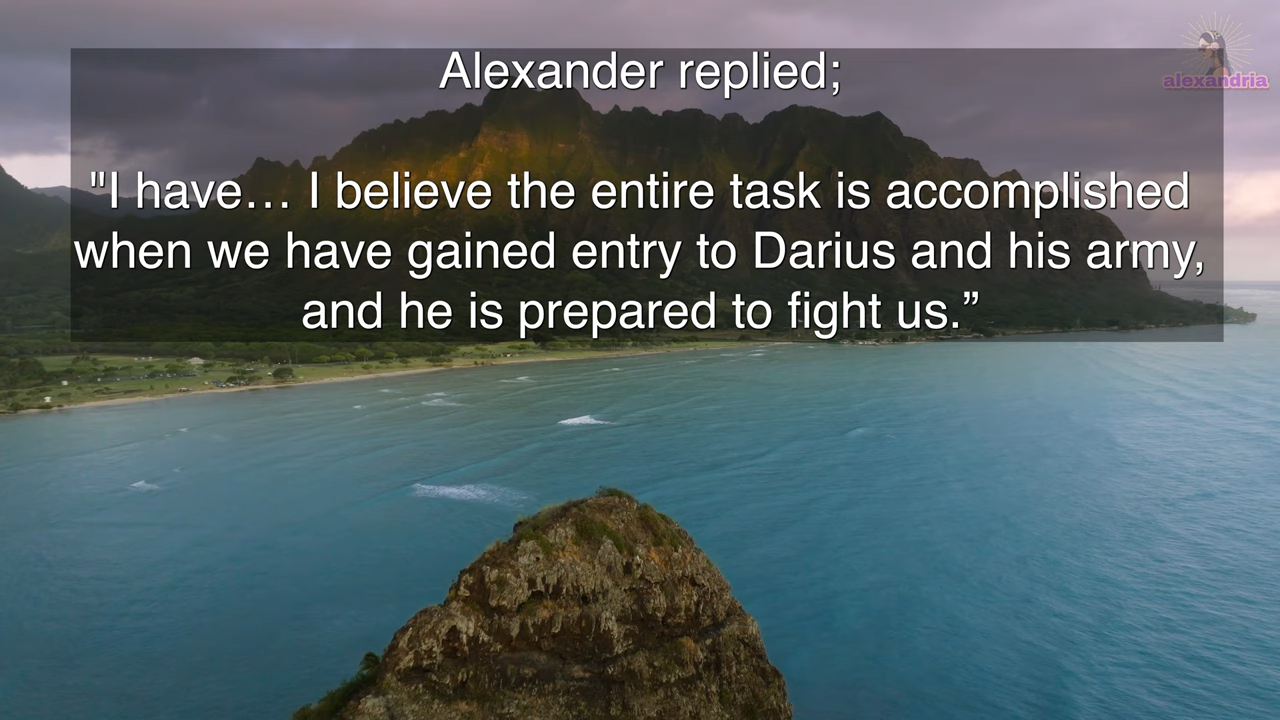 alexandria
Alexander replied;
"I have… I believe the entire task is accomplished
when we have gained entry to Darius and his army,
and he is prepared to fight us.”